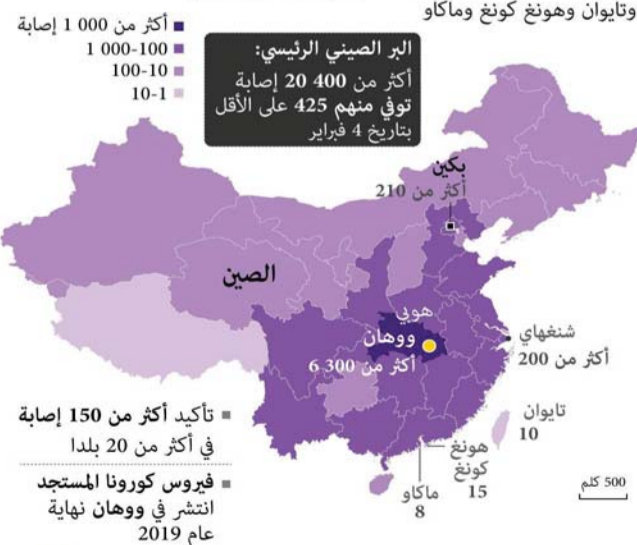 وتايوان وهونغ كونغ وماكاو
أكثر من 000 1 إصابة
100-000 1
10-100
1-10
البر الصيني الرئيسي:
أكثر من 400 20 إصابة
توفي منهم 425 على الأقل
بتاريخ 4 فبراير
بكين
أكثر من 210
الصين
هوبي
ووهان
أكثر من 300 6
شنغهاي
أكثر من 200
تايوان
10
هونغ
كونغ
15
ماكاو
8
500 كلم
تأكيد أكثر من 150 إصابة
في أكثر من 20 بلدا
فيروس كورونا المستجد
انتشر في ووهان نهاية
عام 2019